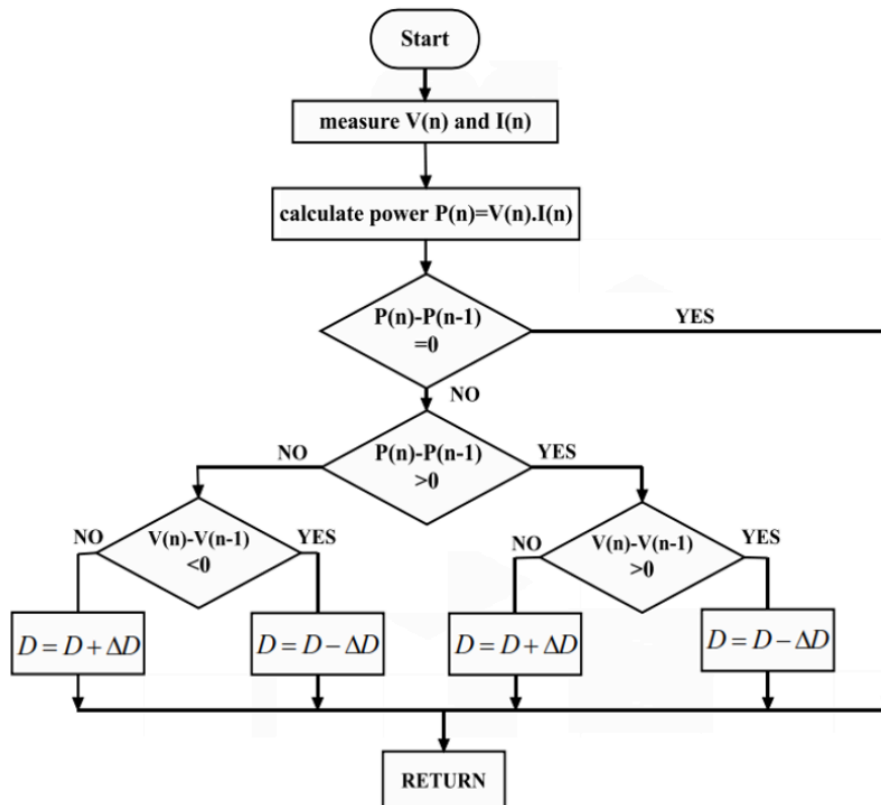 Start
measure V(n) and I(n)
calculate power P(n)=V(n).I(n)
P(n)-P(n-1)
=0
YES
NO
P(n)-P(n-1)
>0
NO
YES
V(n)-V(n-1)
<0
NO
YES
V(n)-V(n-1)
>0
NO
YES
D = D + ΔD
D = D − ΔD
D = D + ΔD
D = D − ΔD
RETURN